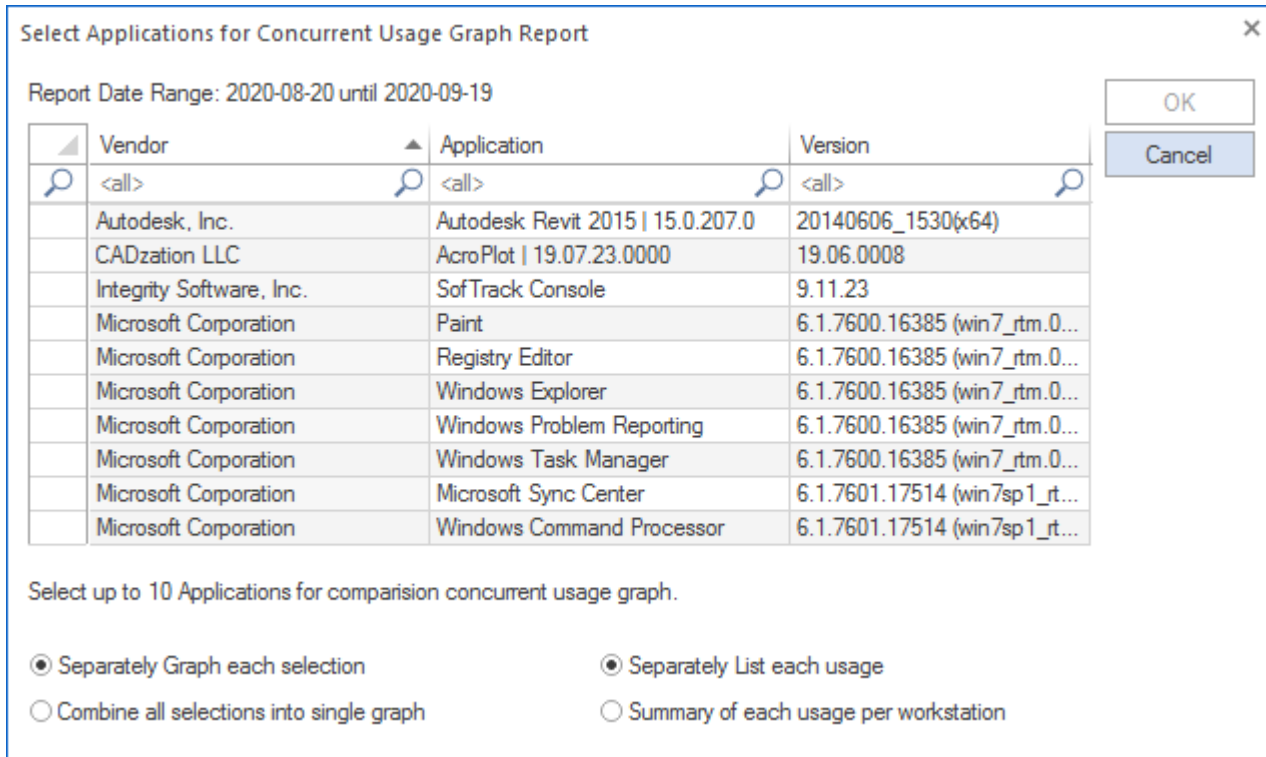 Select Applications for Concurrent Usage Graph Report
Report Date Range: 2020-08-20 until 2020-09-19
OK
Cancel
Vendor Application Version
<all> <all> <all>
Autodesk, Inc. Autodesk Revit 2015 | 15.0.207.0 20140606_1530(x64)
CADzation LLC AcroPlot | 19.07.23.0000 19.06.0008
Integrity Software, Inc. SofTrack Console 9.11.23
Microsoft Corporation Paint 6.1.7600.16385 (win7_rtm.0...
Microsoft Corporation Registry Editor 6.1.7600.16385 (win7_rtm.0...
Microsoft Corporation Windows Explorer 6.1.7600.16385 (win7_rtm.0...
Microsoft Corporation Windows Problem Reporting 6.1.7600.16385 (win7_rtm.0...
Microsoft Corporation Windows Task Manager 6.1.7600.16385 (win7_rtm.0...
Microsoft Corporation Microsoft Sync Center 6.1.7601.17514 (win7sp1_rt...
Microsoft Corporation Windows Command Processor 6.1.7601.17514 (win7sp1_rt...
Select up to 10 Applications for comparision concurrent usage graph.
Separately Graph each selection Separately List each usage
Combine all selections into single graph Summary of each usage per workstation